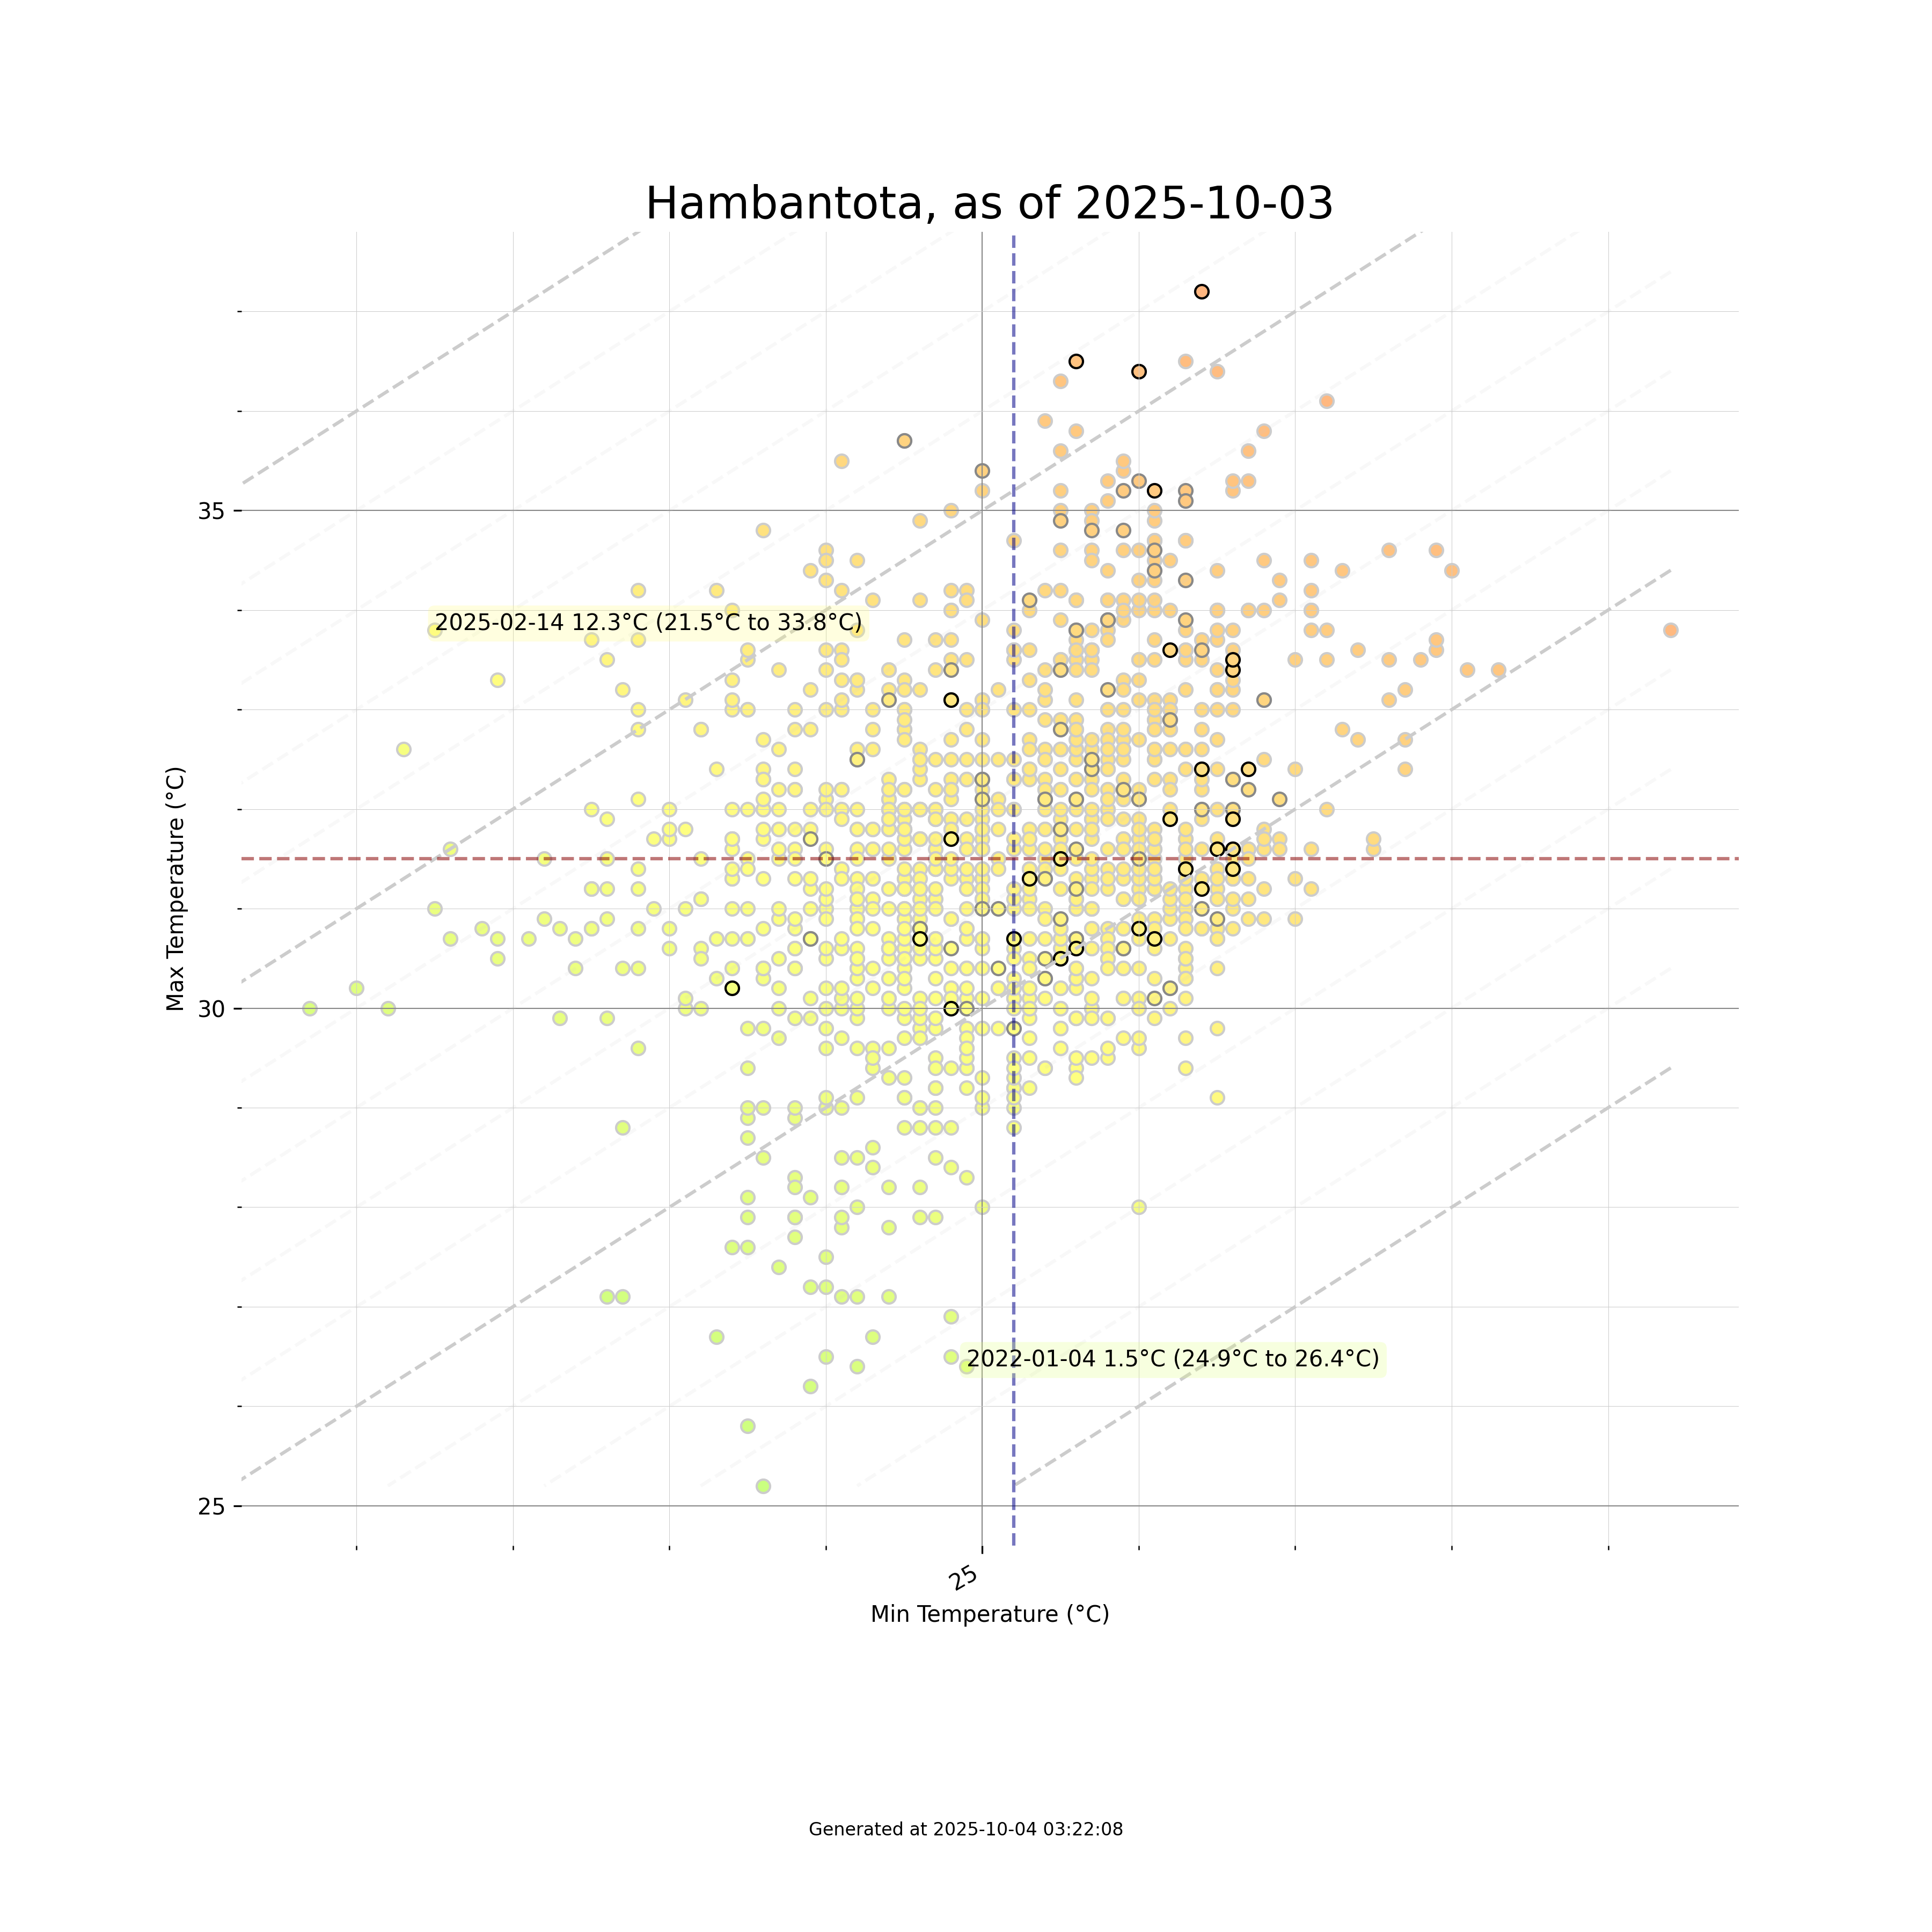 Hambantota, as of 2025-10-03
Max Temperature (°C)
35
30
25
2025-02-14 12.3°C (21.5°C to 33.8°C)
2022-01-04 1.5°C (24.9°C to 26.4°C)
25
Min Temperature (°C)
Generated at 2025-10-04 03:22:08